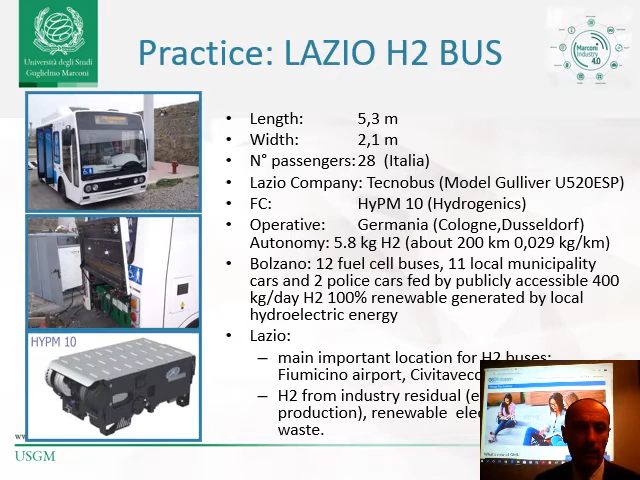 Università degli Studi
Guglielmo Marconi
Practice: LAZIO H2 BUS
Marconi
Industry
4.0
• Length: 5,3 m
• Width: 2,1 m
• N° passengers: 28 (Italia)
• Lazio Company: Tecnobus (Model Gulliver U520ESP)
• FC: HyPM 10 (Hydrogenics)
• Operative: Germania (Cologne,Dusseldorf)
Autonomy: 5.8 kg H2 (about 200 km 0,029 kg/km)
• Bolzano: 12 fuel cell buses, 11 local municipality
cars and 2 police cars fed by publicly accessible 400
kg/day H2 100% renewable generated by local
hydroelectric energy
• Lazio:
– main important location for H2 buses:
Fiumicino airport,
– H2 from industry residual
production), renewable
waste.
HYPM 10
USGM